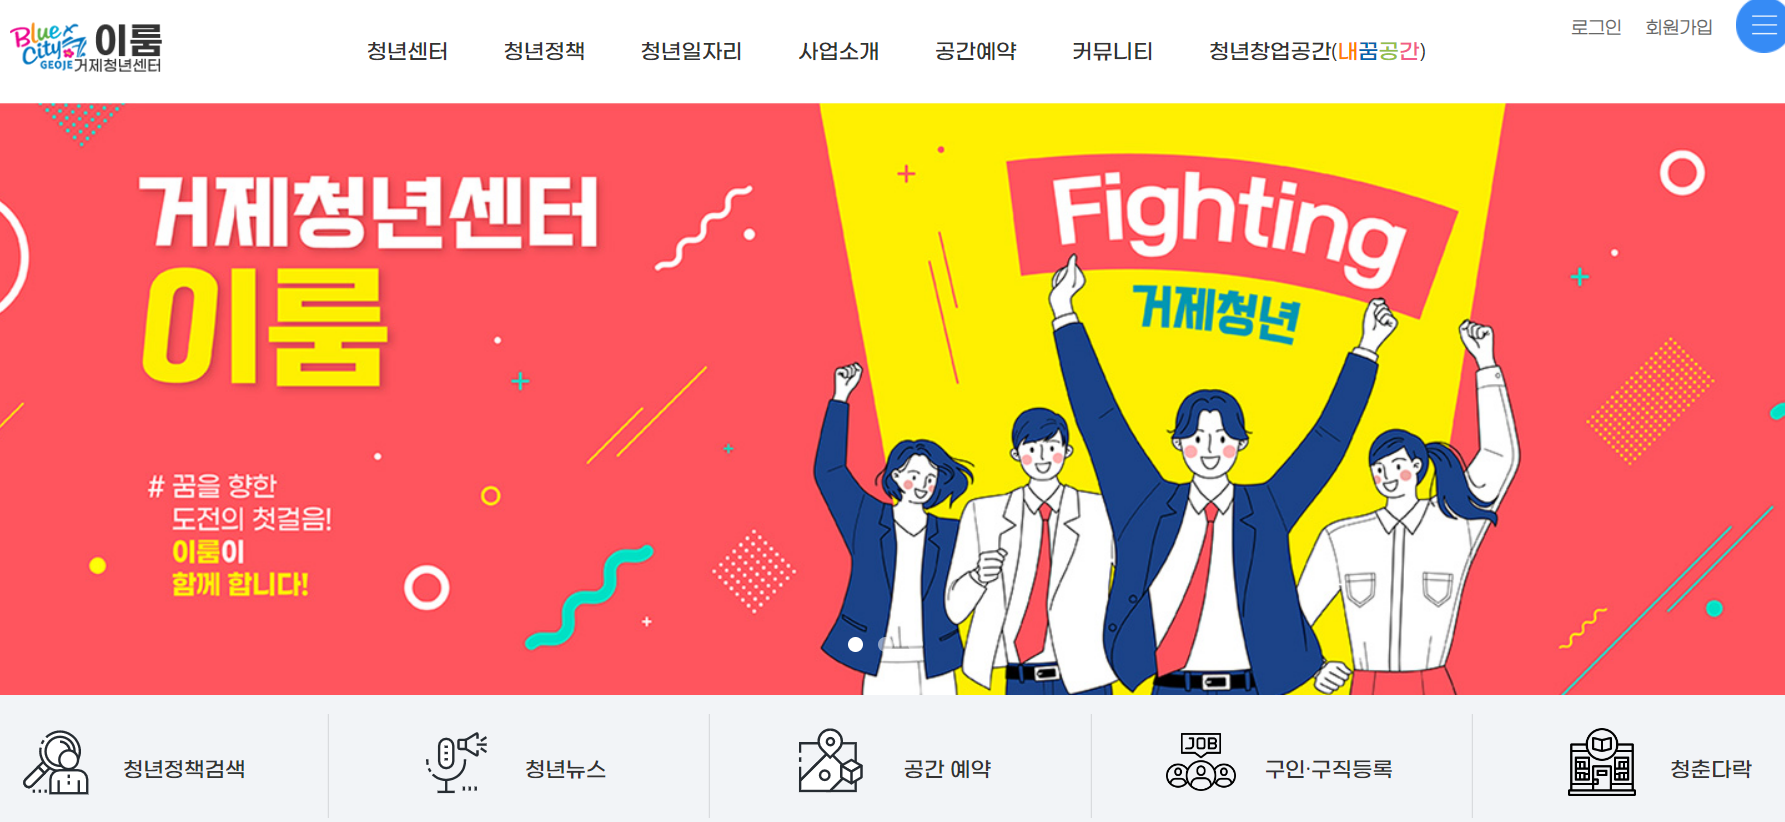 Blue
City
GEOJE
이룸
거제청년센터
청년센터 청년정책 청년일자리 사업소개 공간예약 커뮤니티 청년창업공간(내꿈공간)
로그인 회원가입
거제청년센터
이룸
# 꿈을 향한
도전의 첫걸음!
이룸이
함께 합니다!
Fighting
거제청년
청년정책검색
청년뉴스
공간 예약
JOB
구인·구직등록
청춘다락